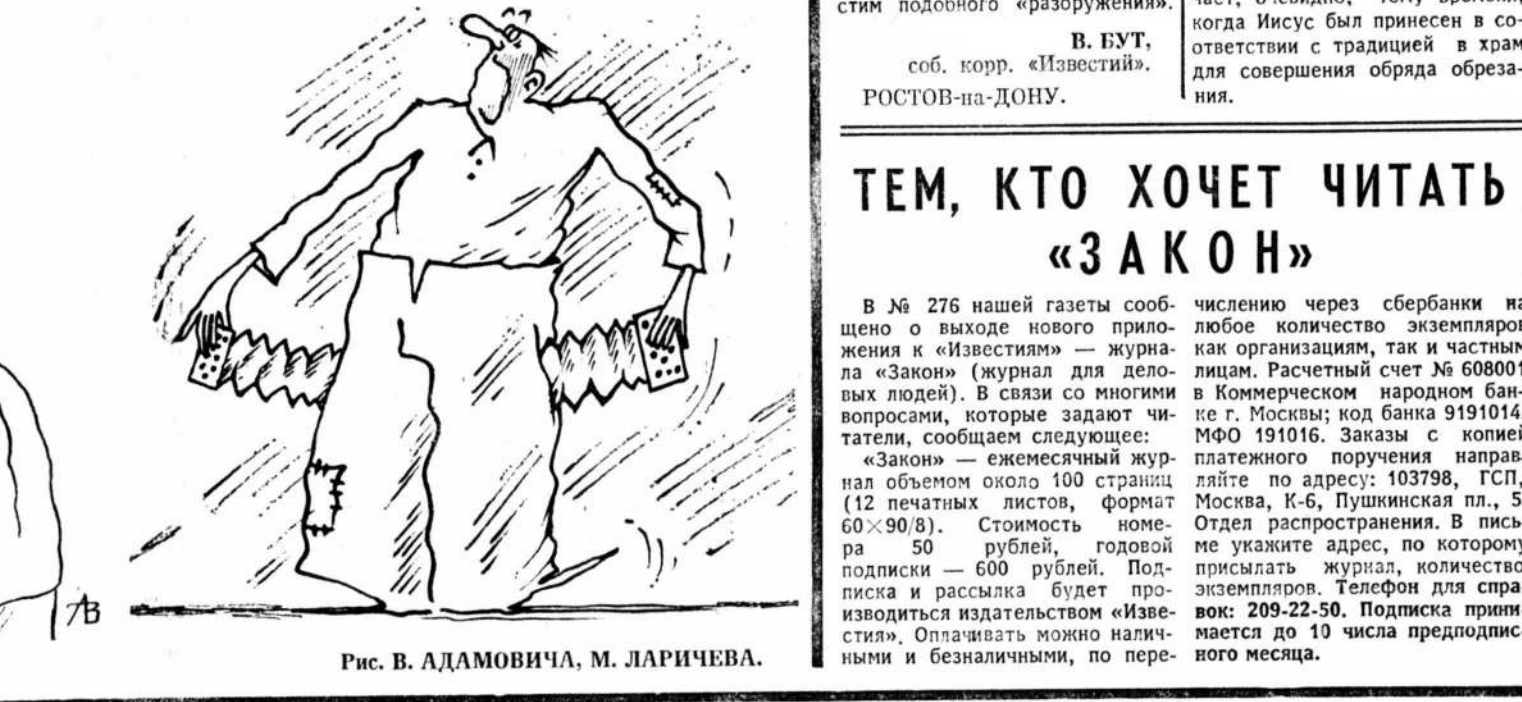 АВ
Рис. В. АДАМОВИЧА, М. ЛАРИЧЕВА.
стим подобного «разоружения».
В. БУТ,
соб. корр. «Известий».
РОСТОВ-на-ДОНУ.
когда Иисус был принесен в со-
ответствии с традицией в храм
для совершения обряда обреза-
ния.
ТЕМ, КТО ХОЧЕТ ЧИТАТЬ
«ЗАКОН»
В № 276 нашей газеты сооб-
щено о выходе нового прило-
жения к «Известиям» — журна-
ла «Закон» (журнал для дело-
вых людей). В связи со многими
вопросами, которые задают чи-
татели, сообщаем следующее:
«Закон» — ежемесячный жур-
нал объемом около 100 страниц
(12 печатных листов, формат
60×90/8). Стоимость номе-
ра 50 рублей, годовой
подписки — 600 рублей. Под-
писка и рассылка будет про-
изводиться издательством «Изве-
стия». Оплачивать можно налич-
ными и безналичными, по пере-
числению через сбербанки на
любое количество экземпляров
как организациям, так и частным
лицам. Расчетный счет № 608001
в Коммерческом народном бан-
ке г. Москвы; код банка 9191014
МФО 191016. Заказы с копией
платежного поручения направ-
ляйте по адресу: 103798, ГСП,
Москва, К-6, Пушкинская пл., 5
Отдел распространения. В пись-
ме укажите адрес, по которому
присылать журнал, количество
экземпляров. Телефон для спра-
вок: 209-22-50. Подписка прини-
мается до 10 числа предподпис-
ного месяца.